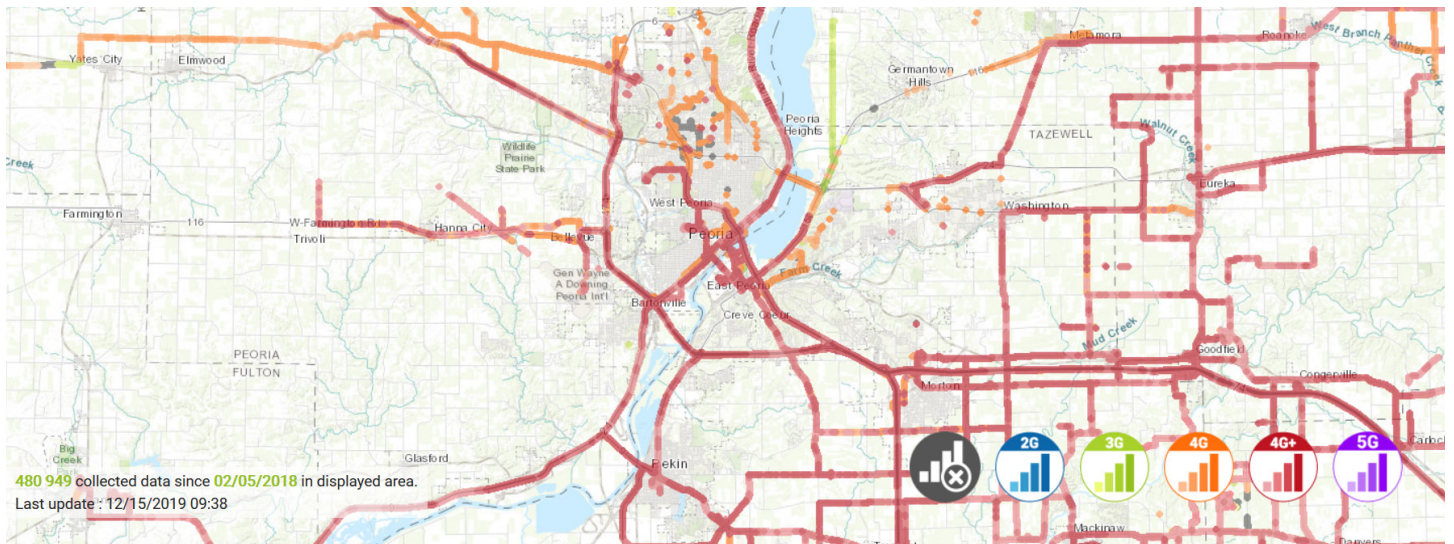 6
Yates City
Elmwood
Metamora
Roanoke
West Branch Panther Creek
Germantown
Hills
116
Peoria
Heights
TAZEWELL
Walnut Creek
Creek
Wildlife
Prairie
State Park
24
Eureka
West Peoria
Washington
Farmington
116
W-Farmington Rd
Trivoli
Hanna City
Bellevue
Peoria
Gen Wayne
A Downing
Peoria Int'l
Farm Creek
East Peoria
Bartonville
Creve Coeur
Mud Creek
Goodfield
PEORIA
FULTON
Morton
Congerville
74
2G
3G
4G
4G+
5G
Big
Creek
Glasford
Pekin
480 949 collected data since 02/05/2018 in displayed area.
Last update : 12/15/2019 09:38
Mackinaw
Danvers